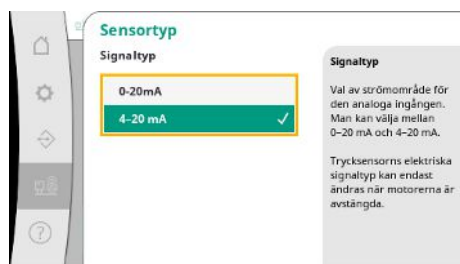 Sensortyp
Signaltyp
0-20mA
4-20 mA
Signaltyp
Val av strömområde för
den analoga ingången.
Man kan välja mellan
0–20 mA och 4–20 mA.
Trycksensorns elektriska
signaltyp kan endast
ändras när motorerna är
avstängda.